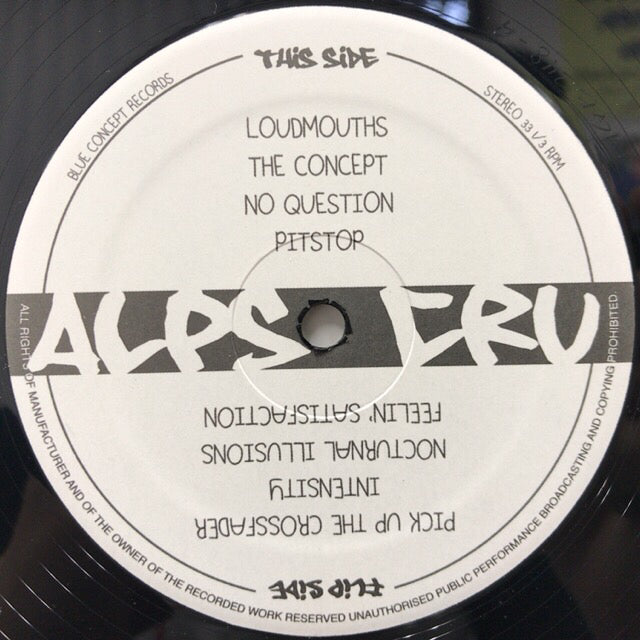 THIS SIDE
BLUE CONCEPT RECORDS
STEREO 33 1/3 RPM
LOUDMOUTHS
THE CONCEPT
NO QUESTION
PITSTOP
ALPS CRU
FLIP SIDE
PICK UP THE CROSSFADER
INTENSITY
NOCTURNAL ILLUSIONS
FEELIN' SATISFACTION
ALL RIGHTS OF MANUFACTURER AND OF THE OWNER OF THE RECORDED WORK RESERVED UNAUTHORISED PUBLIC PERFORMANCE BROADCASTING AND COPYING PROHIBITED.